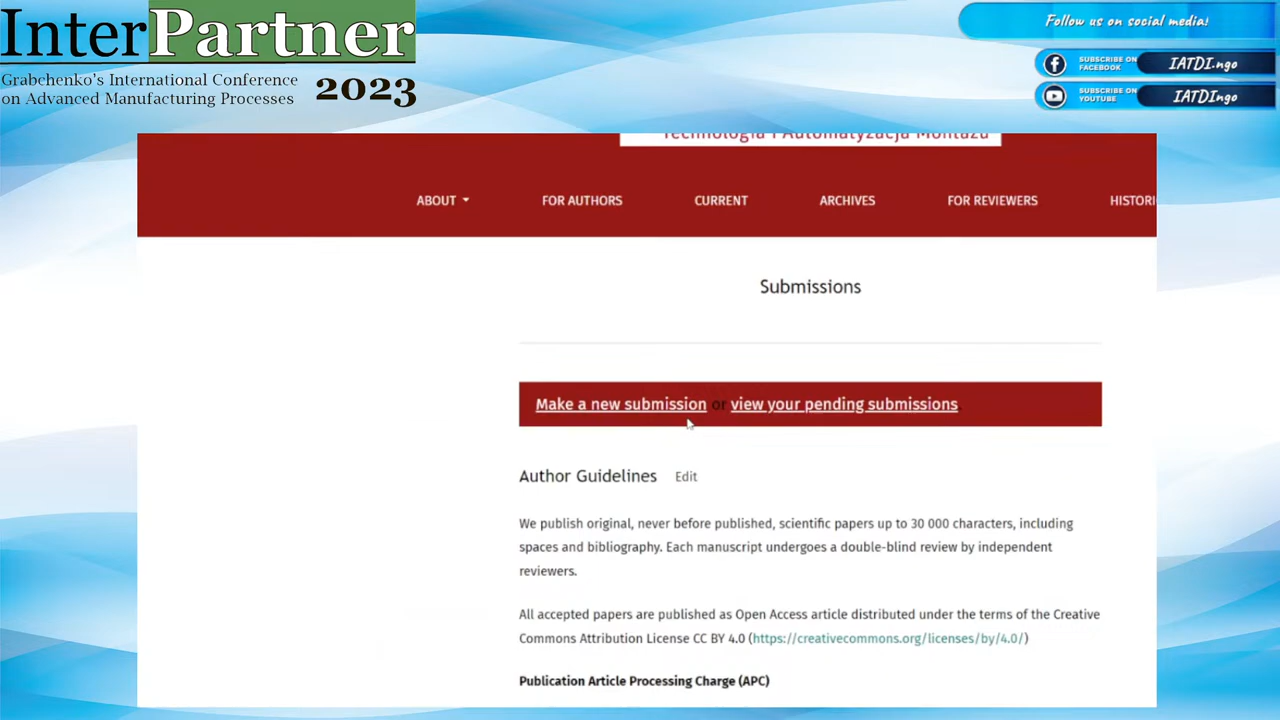 InterPartner
Grabchenko's International Conference
on Advanced Manufacturing Processes
2023
Follow us on social media!
SUBSCRIBE ON
FACEBOOK
IATDI.ngo
SUBSCRIBE ON
YOUTUBE
IATDIngo
Technologia i Automatyzacja Montażu
ABOUT
FOR AUTHORS
CURRENT
ARCHIVES
FOR REVIEWERS
HISTORI
Submissions
Make a new submission or view your pending submissions.
Author Guidelines Edit
We publish original, never before published, scientific papers up to 30 000 characters, including
spaces and bibliography. Each manuscript undergoes a double-blind review by independent
reviewers.
All accepted papers are published as Open Access article distributed under the terms of the Creative
Commons Attribution License CC BY 4.0 (https://creativecommons.org/licenses/by/4.0/)
Publication Article Processing Charge (APC)